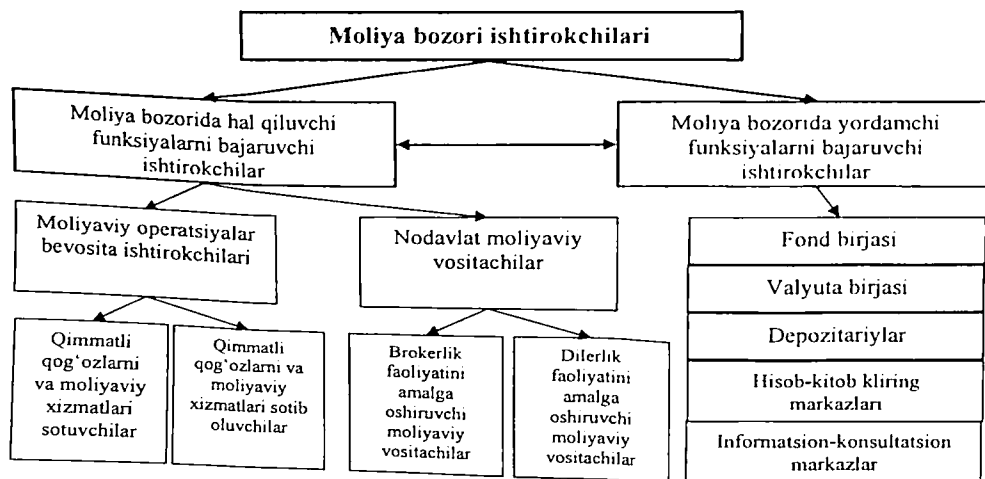 Moliya bozori ishtirokchilari
Moliya bozorida hal qiluvchi
funksiyalarni bajaruvchi
ishtirokchilar
Moliya bozorida yordamchi
funksiyalarni bajaruvchi
ishtirokchilar
Moliyaviy operatsiyalar
bevosita ishtirokchilari
Nodavlat moliyaviy
vositachilar
Qimmatli
qog‘ozlarni
va moliyaviy
xizmatlari
sotuvchilar
Qimmatli
qog‘ozlarni va
moliyaviy
xizmatlari sotib
oluvchilar
Brokerlik
faoliyatini
amalga
oshiruvchi
moliyaviy
vositachilar
Dilerlik
faoliyatini
amalga
oshiruvchi
moliyaviy
vositachilar
Fond birjasi
Valyuta birjasi
Depozitariylar
Hisob-kitob kliring
markazlari
Informatsion-konsultatsion
markazlar